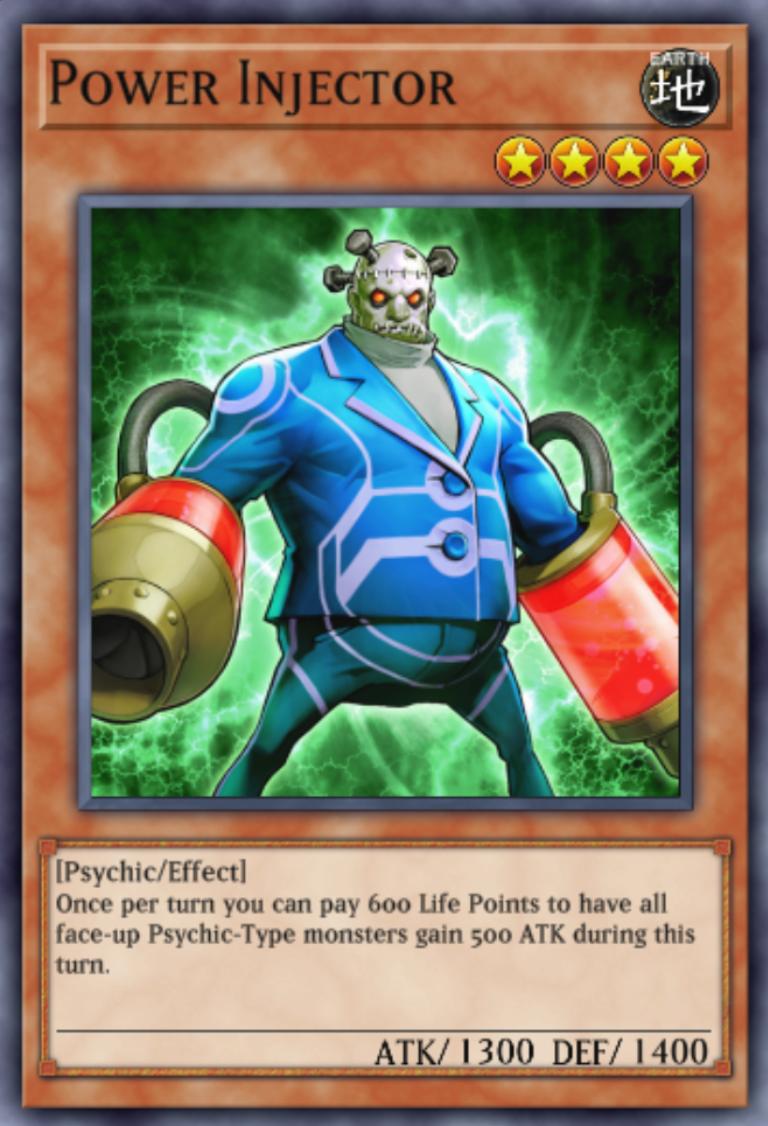 Power Injector
EARTH
地
[Psychic/Effect]
Once per turn you can pay 600 Life Points to have all
face-up Psychic-Type monsters gain 500 ATK during this
turn.
ATK/ 1300 DEF/ 1400